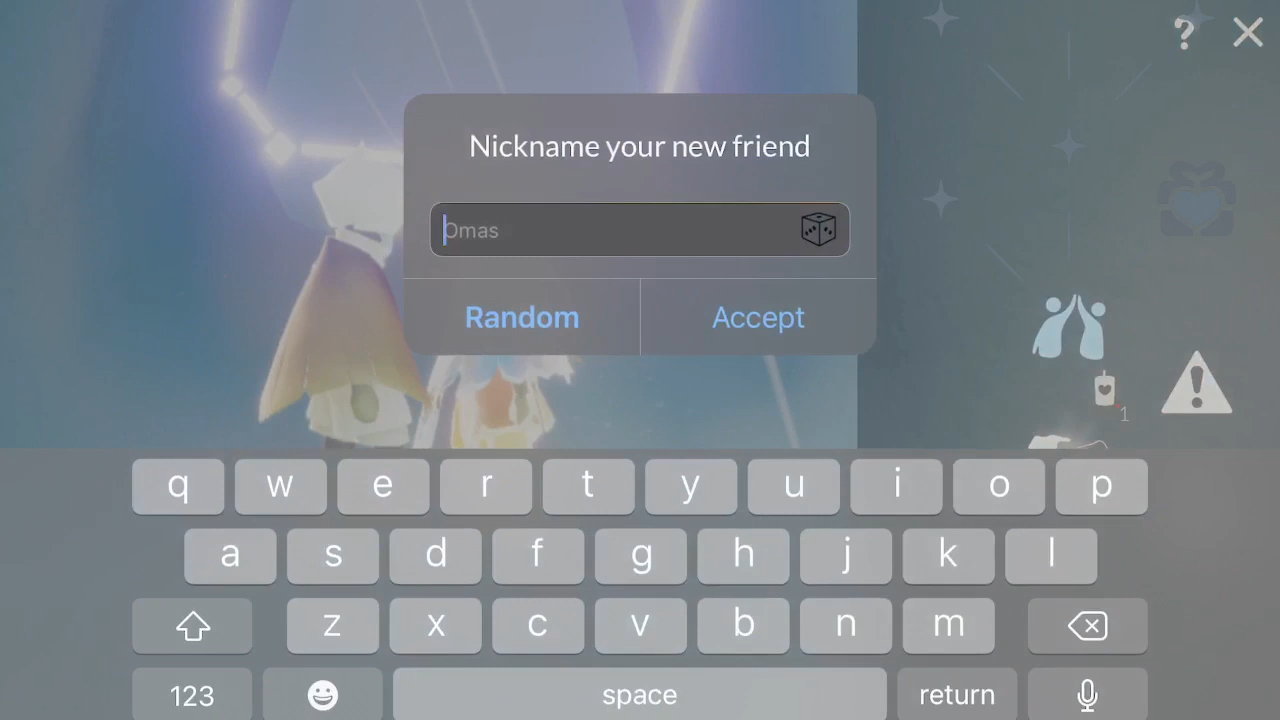 ?
Nickname your new friend
Omas
Random
Accept
1
q w e r t y u i o p
a s d f g h j k l
z x c v b n m
123
space
return